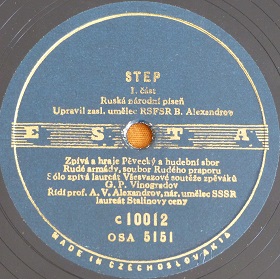 STEP
I. část
Ruská národní píseň
Upravil zasl. umělec RSFSR B. Alexandrov
ESTA
Zpívá a hraje Pěvecký a hudební sbor
Rudé armády, soubor Rudého praporu
Sólo zpívá laureát Všesvazové soutěže zpěváků
G. P. Vinogradov
Řídí prof. A. V. Alexandrov, nár. umělec SSSR
laureát Stalinovy ceny
C 10012
OSA 5151
MADE IN CZECHOSLOVAKIA